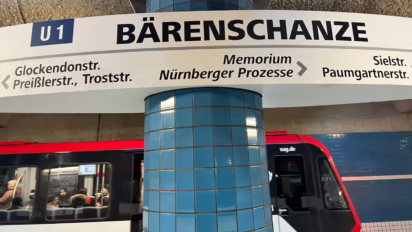 U1 BÄRENSCHANZE
Glockendonstr.
Preißlerstr., Troststr.
Memorium
Nürnberger Prozesse
Sielstr.
Paumgartnerstr.
vag.de